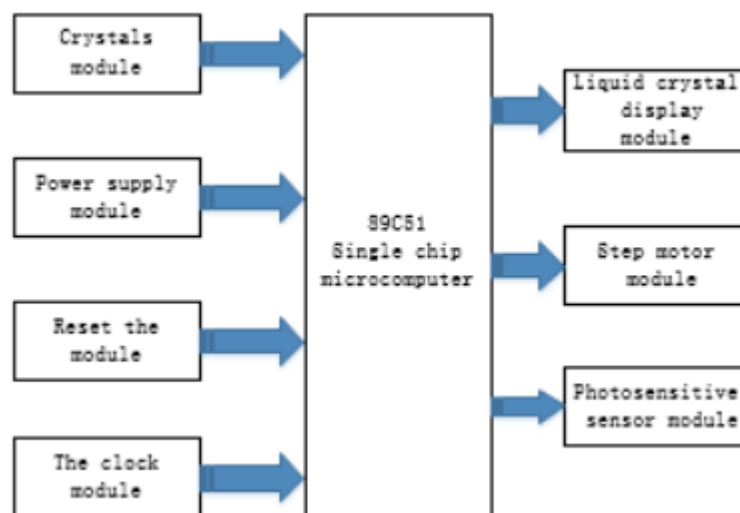 Crystals
module
Power supply
module
Reset the
module
The clock
module
89C51
Single chip
microcomputer
Liquid crystal
display
module
Step motor
module
Photosensitive
sensor module